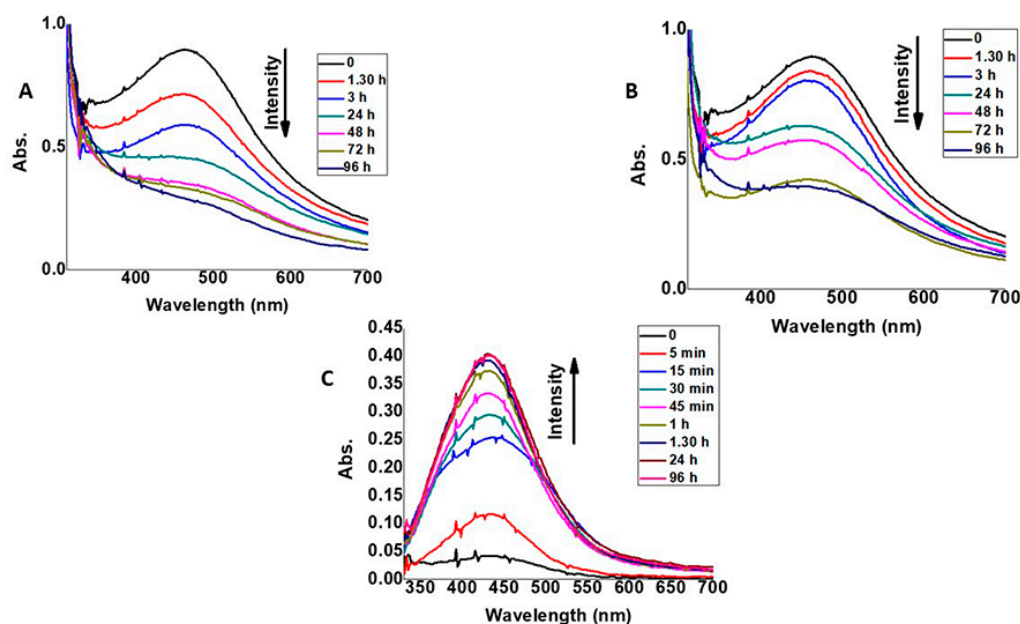 A
Abs.
1.0
0.5
0.0
400
500
600
700
Wavelength (nm)
Intensity
0
1.30 h
3 h
24 h
48 h
72 h
96 h
B
Abs.
1.0
0.5
0.0
400
500
600
700
Wavelength (nm)
Intensity
0
1.30 h
3 h
24 h
48 h
72 h
96 h
C
Abs.
0.45
0.40
0.35
0.30
0.25
0.20
0.15
0.10
0.05
0.00
350
400
450
500
550
600
650
700
Wavelength (nm)
Intensity
0
5 min
15 min
30 min
45 min
1 h
1.30 h
24 h
96 h